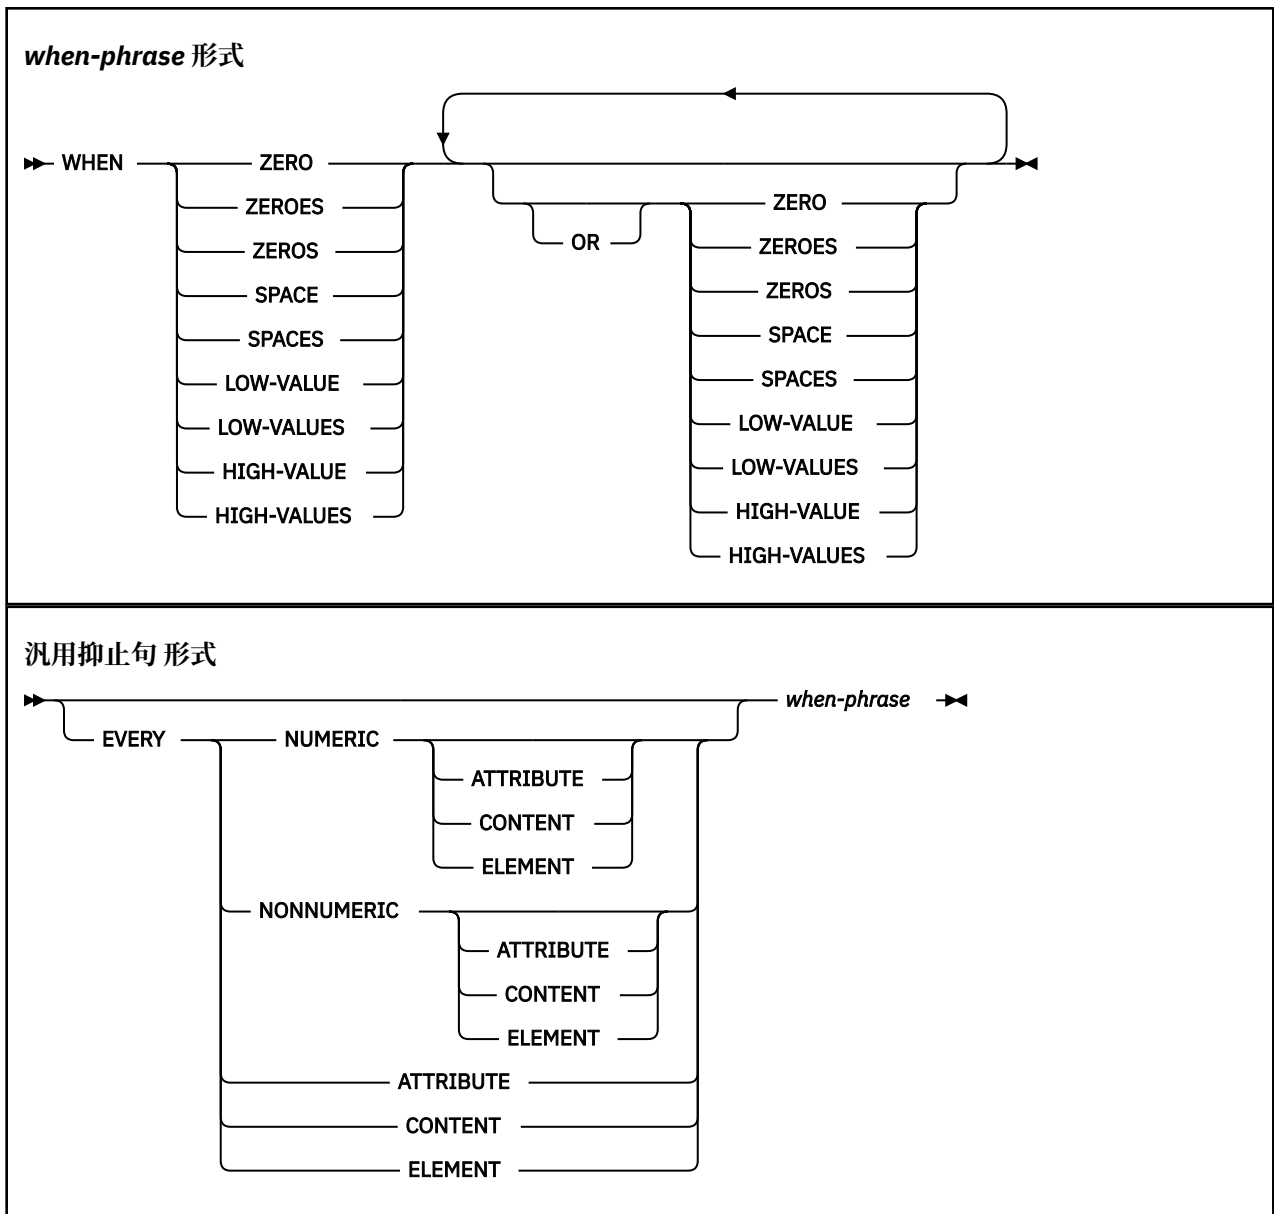 when-phrase 形式
WHEN ZERO
ZEROES
ZEROS
SPACE
SPACES
LOW-VALUE
LOW-VALUES
HIGH-VALUE
HIGH-VALUES
OR
ZERO
ZEROES
ZEROS
SPACE
SPACES
LOW-VALUE
LOW-VALUES
HIGH-VALUE
HIGH-VALUES
汎用抑止句 形式
when-phrase
EVERY NUMERIC
ATTRIBUTE
CONTENT
ELEMENT
NONNUMERIC
ATTRIBUTE
CONTENT
ELEMENT
ATTRIBUTE
CONTENT
ELEMENT